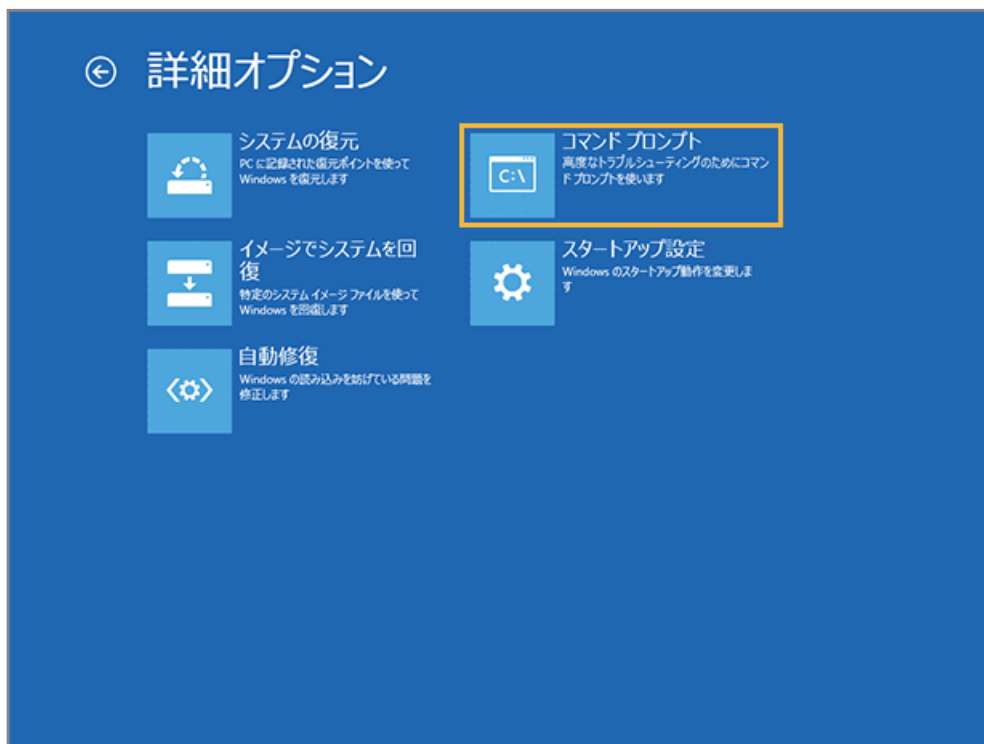 詳細オプション
システムの復元
PC に記録された復元ポイントを使って
Windows を復元します
コマンド プロンプト
高度なトラブルシューティングのためにコマン
ド プロンプトを使います
C:\
イメージでシステムを回
復
特定のシステム イメージ ファイルを使って
Windows を回復します
スタートアップ設定
Windows のスタートアップ動作を変更しま
す
自動修復
Windows の読み込みを妨げている問題を
修正します